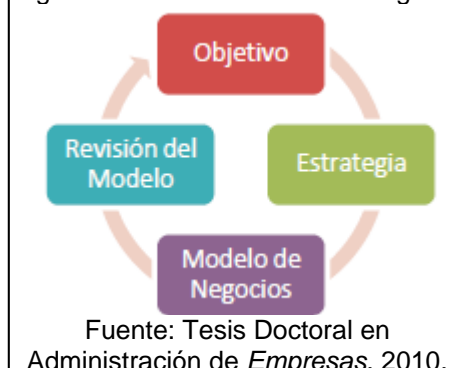 Objetivo
Estrategia
Modelo de
Negocios
Revisión del
Modelo
Fuente: Tesis Doctoral en
Administración de Empresas, 2010.